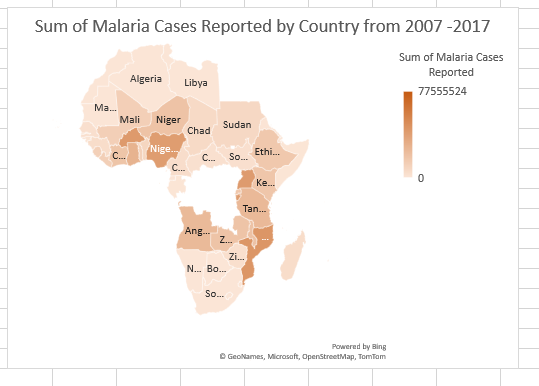 Sum of Malaria Cases Reported by Country from 2007 -2017
Sum of Malaria Cases
Reported
77555524
0
Algeria
Libya
Ma...
Mali
Niger
Chad
Sudan
C...
Nige...
C...
C...
So...
Ethi...
Ke...
Tan...
Ang...
Z...
...
Zi...
N...
Bo...
So...
Powered by Bing
© GeoNames, Microsoft, OpenStreetMap, TomTom